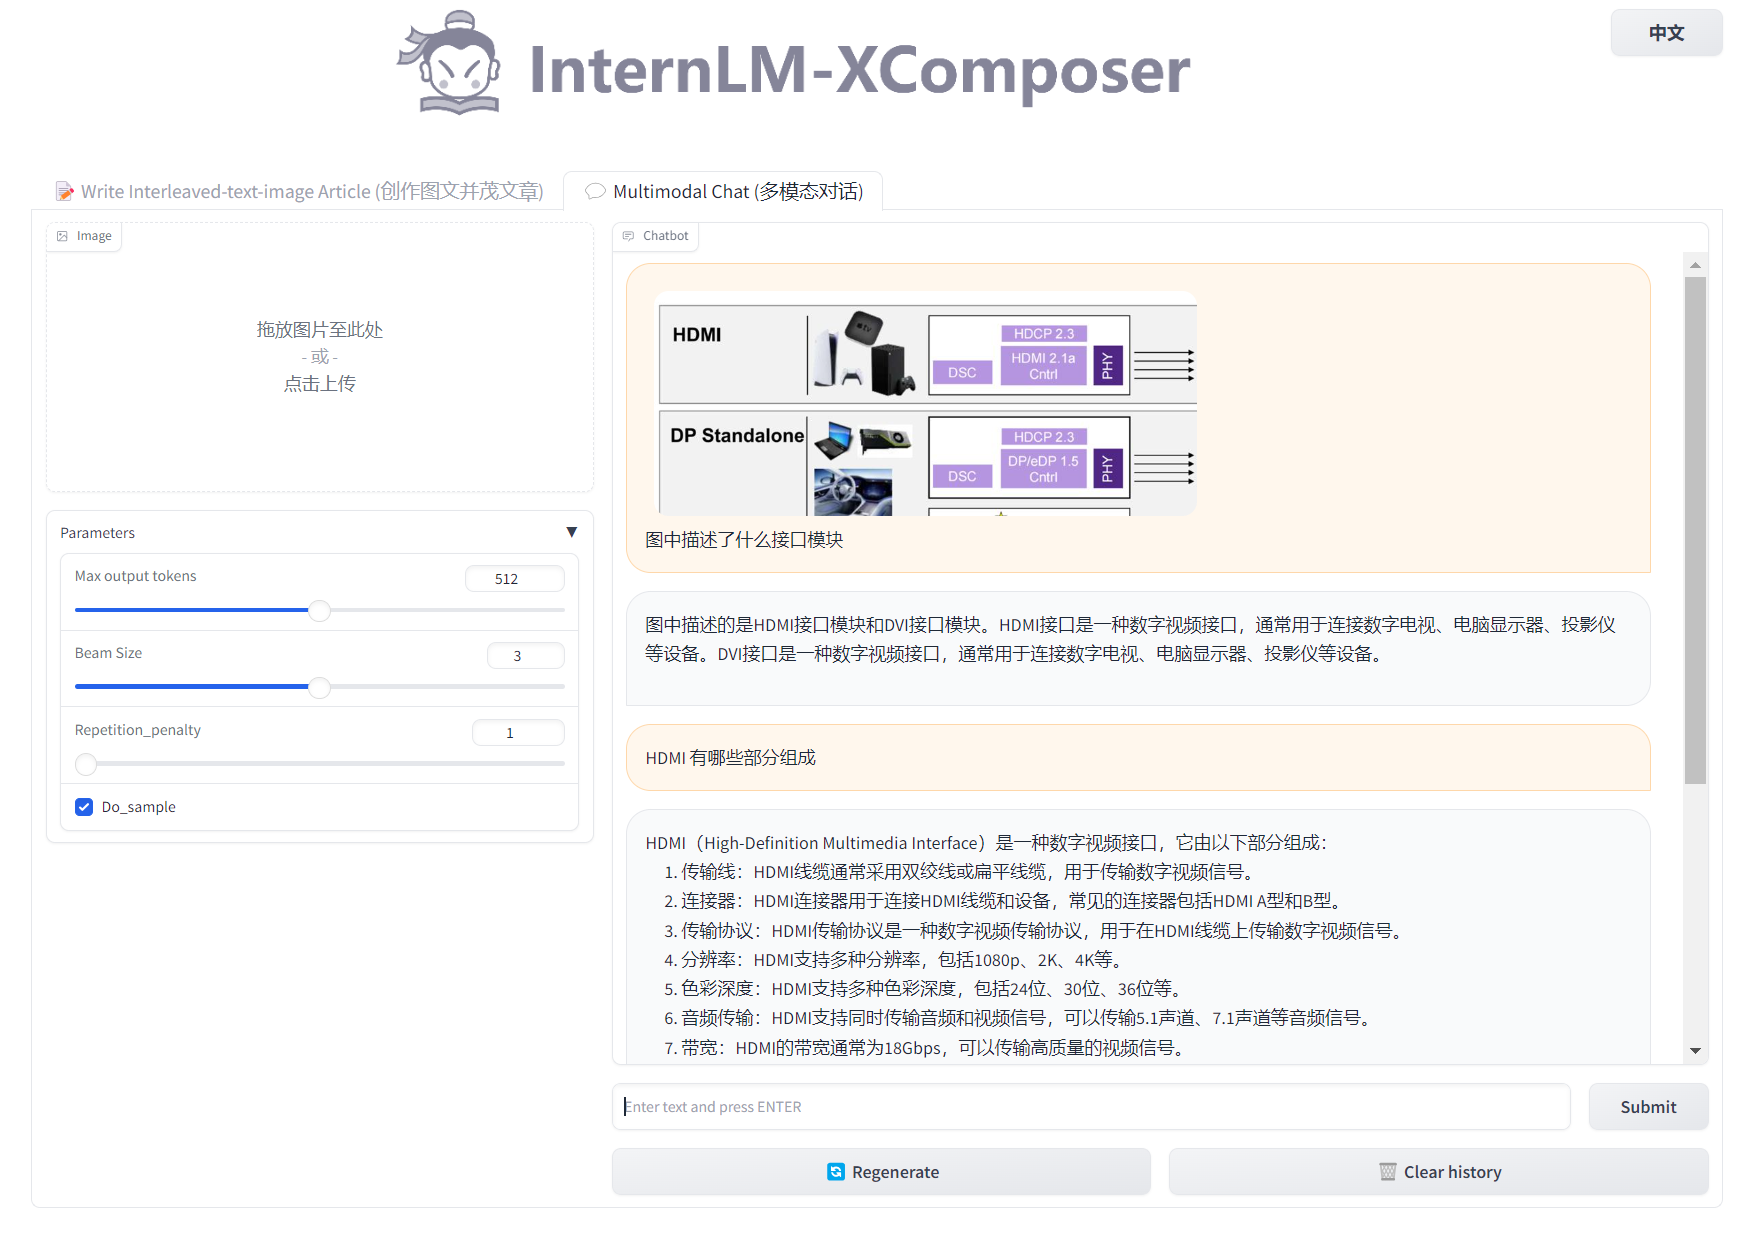 InternLM-XComposer
中文
Write Interleaved-text-image Article (创作图文并茂文章)
Multimodal Chat (多模态对话)
Image
拖放图片至此处
- 或 -
点击上传
Parameters
Max output tokens
512
Beam Size
3
Repetition_penalty
1
Do_sample
Chatbot
HDMI
tv
HDCP 2.3
DSC
HDMI 2.1a
Cntrl
PHY
DP Standalone
HDCP 2.3
DSC
DP/eDP 1.5
Cntrl
PHY
图中描述了什么接口模块
图中描述的是HDMI接口模块和DVI接口模块。HDMI接口是一种数字视频接口，通常用于连接数字电视、电脑显示器、投影仪
等设备。DVI接口是一种数字视频接口，通常用于连接数字电视、电脑显示器、投影仪等设备。
HDMI 有哪些部分组成
HDMI（High-Definition Multimedia Interface）是一种数字视频接口，它由以下部分组成：
1. 传输线：HDMI线缆通常采用双绞线或扁平线缆，用于传输数字视频信号。
2. 连接器：HDMI连接器用于连接HDMI线缆和设备，常见的连接器包括HDMI A型和B型。
3. 传输协议：HDMI传输协议是一种数字视频传输协议，用于在HDMI线缆上传输数字视频信号。
4. 分辨率：HDMI支持多种分辨率，包括1080p、2K、4K等。
5. 色彩深度：HDMI支持多种色彩深度，包括24位、30位、36位等。
6. 音频传输：HDMI支持同时传输音频和视频信号，可以传输5.1声道、7.1声道等音频信号。
7. 带宽：HDMI的带宽通常为18Gbps，可以传输高质量的视频信号。
Enter text and press ENTER
Submit
Regenerate
Clear history